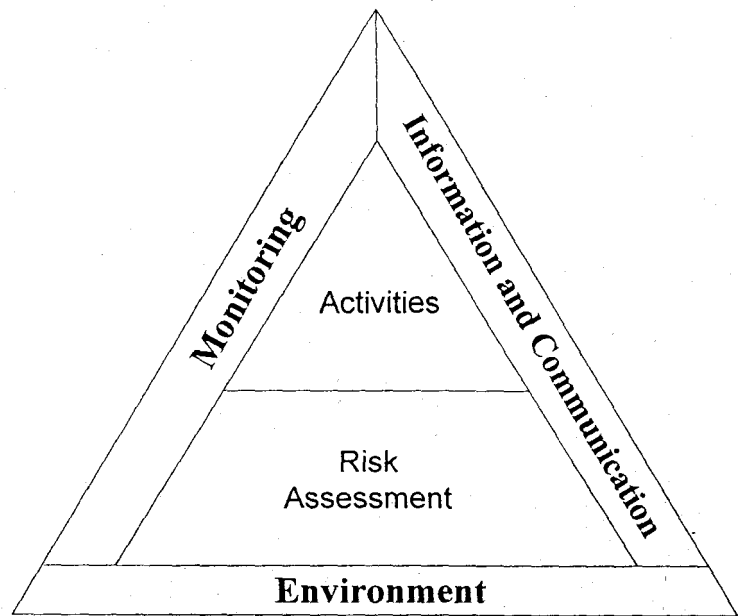 Monitoring
Information and Communication
Activities
Risk
Assessment
Environment